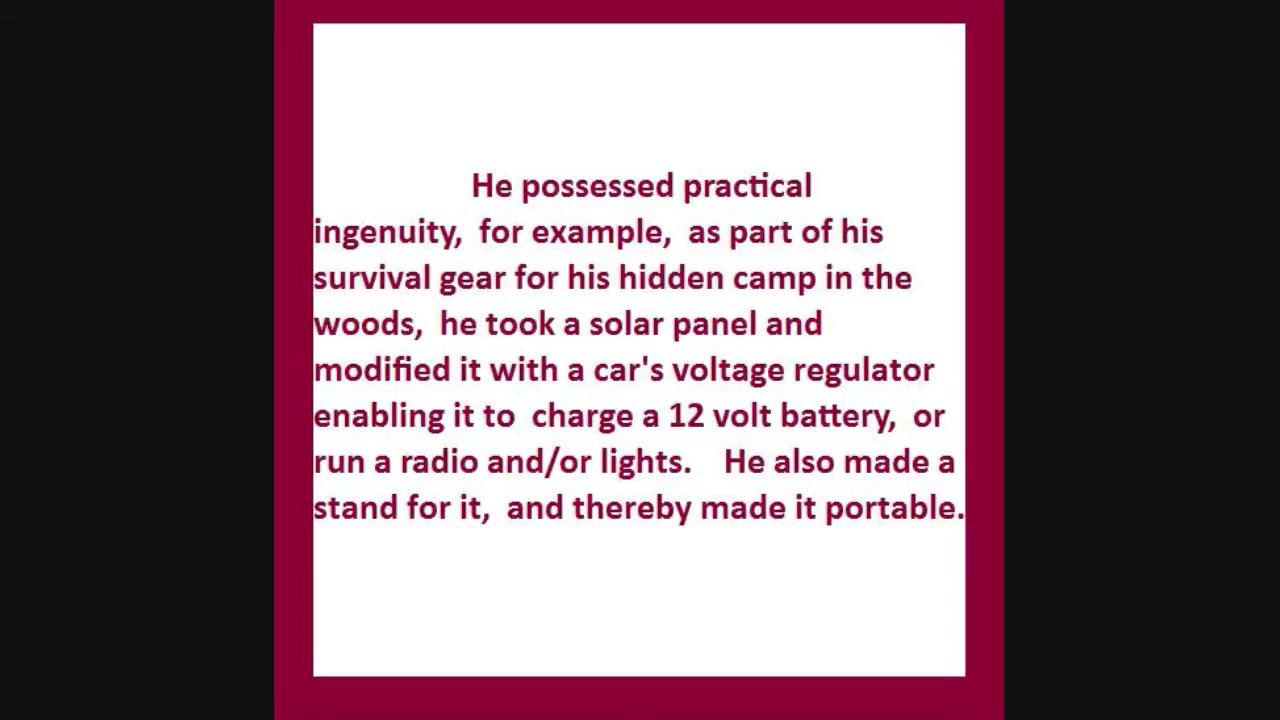 He possessed practical
ingenuity,  for example,  as part of his
survival gear for his hidden camp in the
woods,  he took a solar panel and
modified it with a car's voltage regulator
enabling it to  charge a 12 volt battery,  or
run a radio and/or lights.    He also made a
stand for it,  and thereby made it portable.